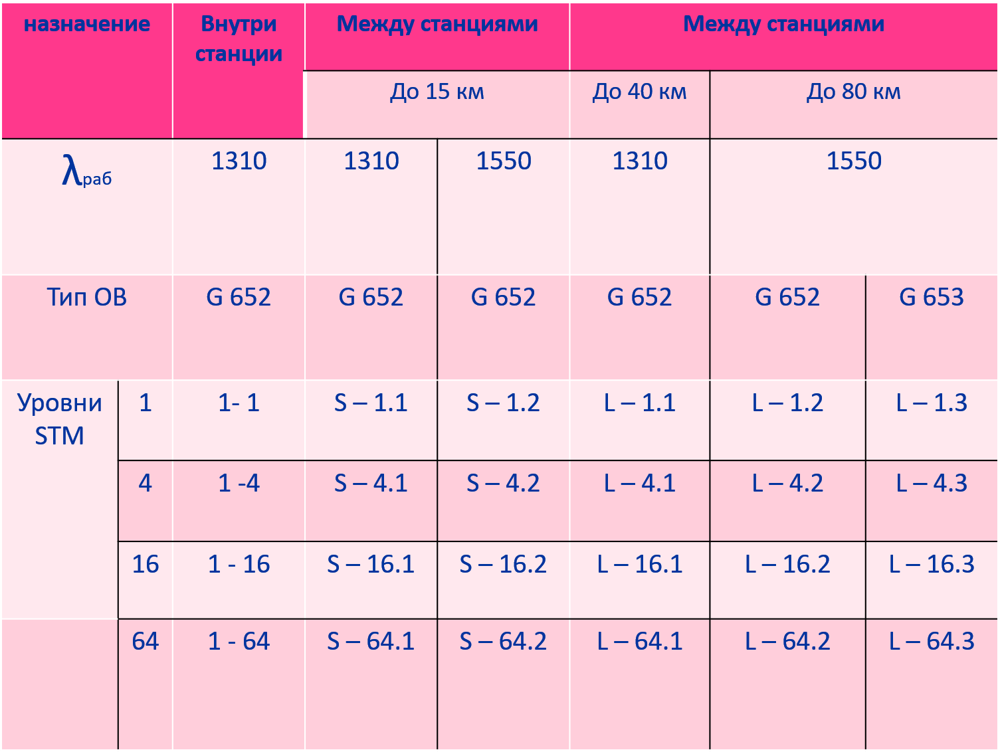 назначение Внутри станции Между станциями Между станциями
До 15 км До 40 км До 80 км
λраб 1310 1310 1550 1310 1550
Тип ОВ G 652 G 652 G 652 G 652 G 652 G 653
Уровни STM 1 1- 1 S – 1.1 S – 1.2 L – 1.1 L – 1.2 L – 1.3
4 1 -4 S – 4.1 S – 4.2 L – 4.1 L – 4.2 L – 4.3
16 1 - 16 S – 16.1 S – 16.2 L – 16.1 L – 16.2 L – 16.3
64 1 - 64 S – 64.1 S – 64.2 L – 64.1 L – 64.2 L – 64.3